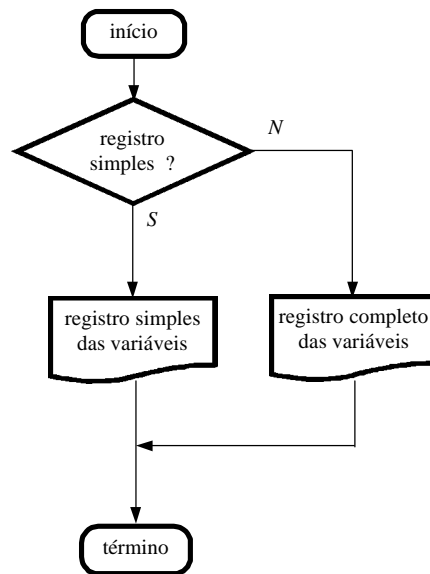 início
registro
simples ?
N
S
registro simples
das variáveis
registro completo
das variáveis
término